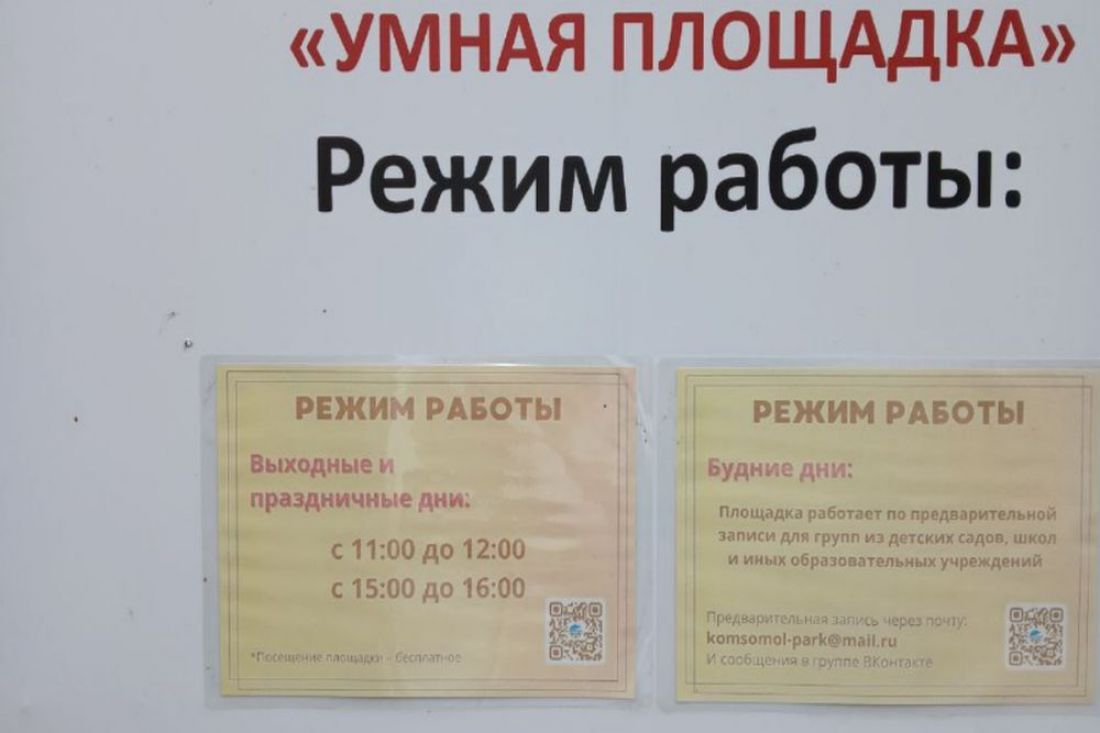 «УМНАЯ ПЛОЩАДКА»
Режим работы:
РЕЖИМ РАБОТЫ
Выходные и
праздничные дни:
с 11:00 до 12:00
с 15:00 до 16:00
*Посещение площадки - бесплатное
РЕЖИМ РАБОТЫ
Будние дни:
Площадка работает по предварительной
записи для групп из детских садов, школ
и иных образовательных учреждений
Предварительная запись через почту:
komsomol-park@mail.ru
И сообщения в группе ВКонтакте